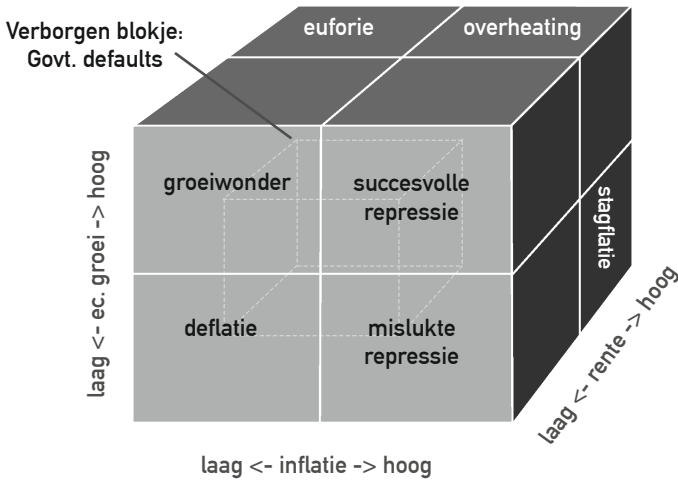 Verborgen blokje:
Govt. defaults
euforie
overheating
groeiwonder
succesvolle
repressie
stagflatie
deflatie
mislukte
repressie
laag <- ec. groei -> hoog
laag <- inflatie -> hoog
laag <- rente -> hoog